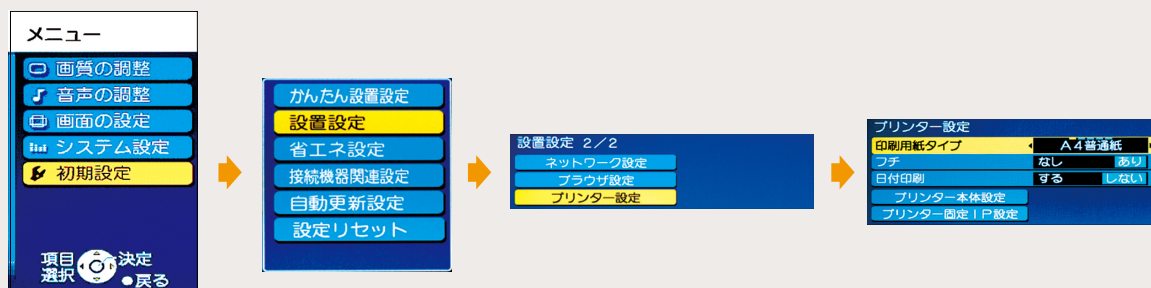 メニュー
画質の調整
音声の調整
画面の設定
システム設定
初期設定
項目
選択
決定
戻る
かんたん設置設定
設置設定
省エネ設定
接続機器関連設定
自動更新設定
設定リセット
設置設定 2/2
ネットワーク設定
ブラウザ設定
プリンター設定
プリンター設定
印刷用紙タイプ A4普通紙
フチ なし あり
日付印刷 する しない
プリンター本体設定
プリンター固定IP設定